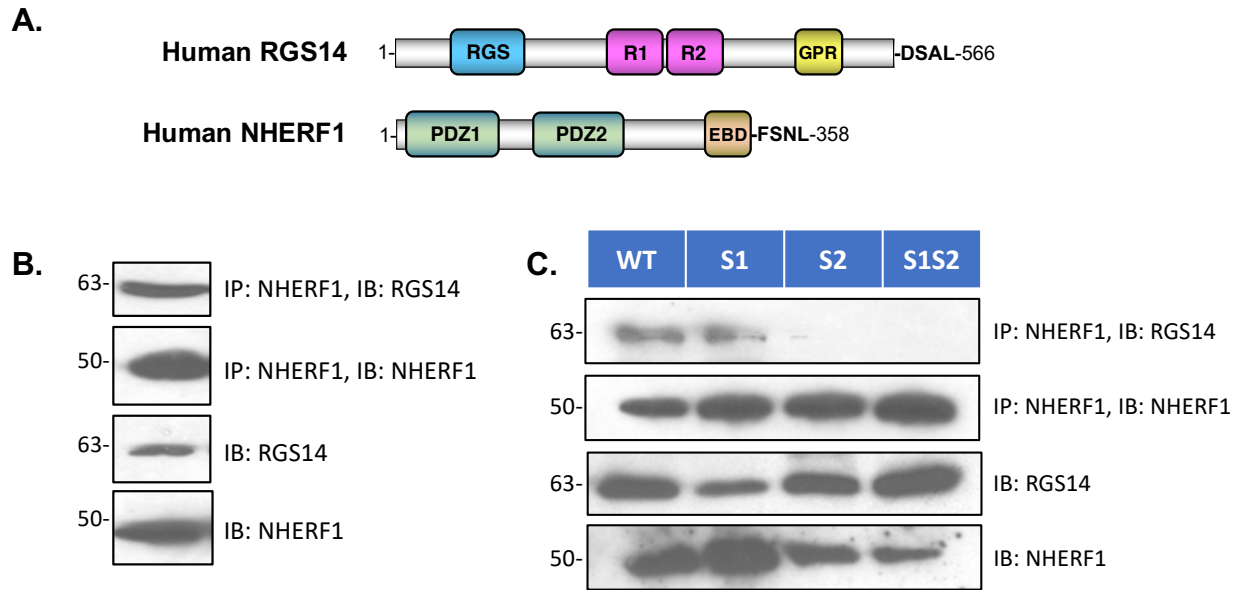 A.
Human RGS14 1- RGS R1 R2 GPR -DSAL-566
Human NHERF1 1- PDZ1 PDZ2 EBD -FSNL-358
B.
63- IP: NHERF1, IB: RGS14
50- IP: NHERF1, IB: NHERF1
63- IB: RGS14
50- IB: NHERF1
C.
WT S1 S2 S1S2
63- IP: NHERF1, IB: RGS14
50- IP: NHERF1, IB: NHERF1
63- IB: RGS14
50- IB: NHERF1